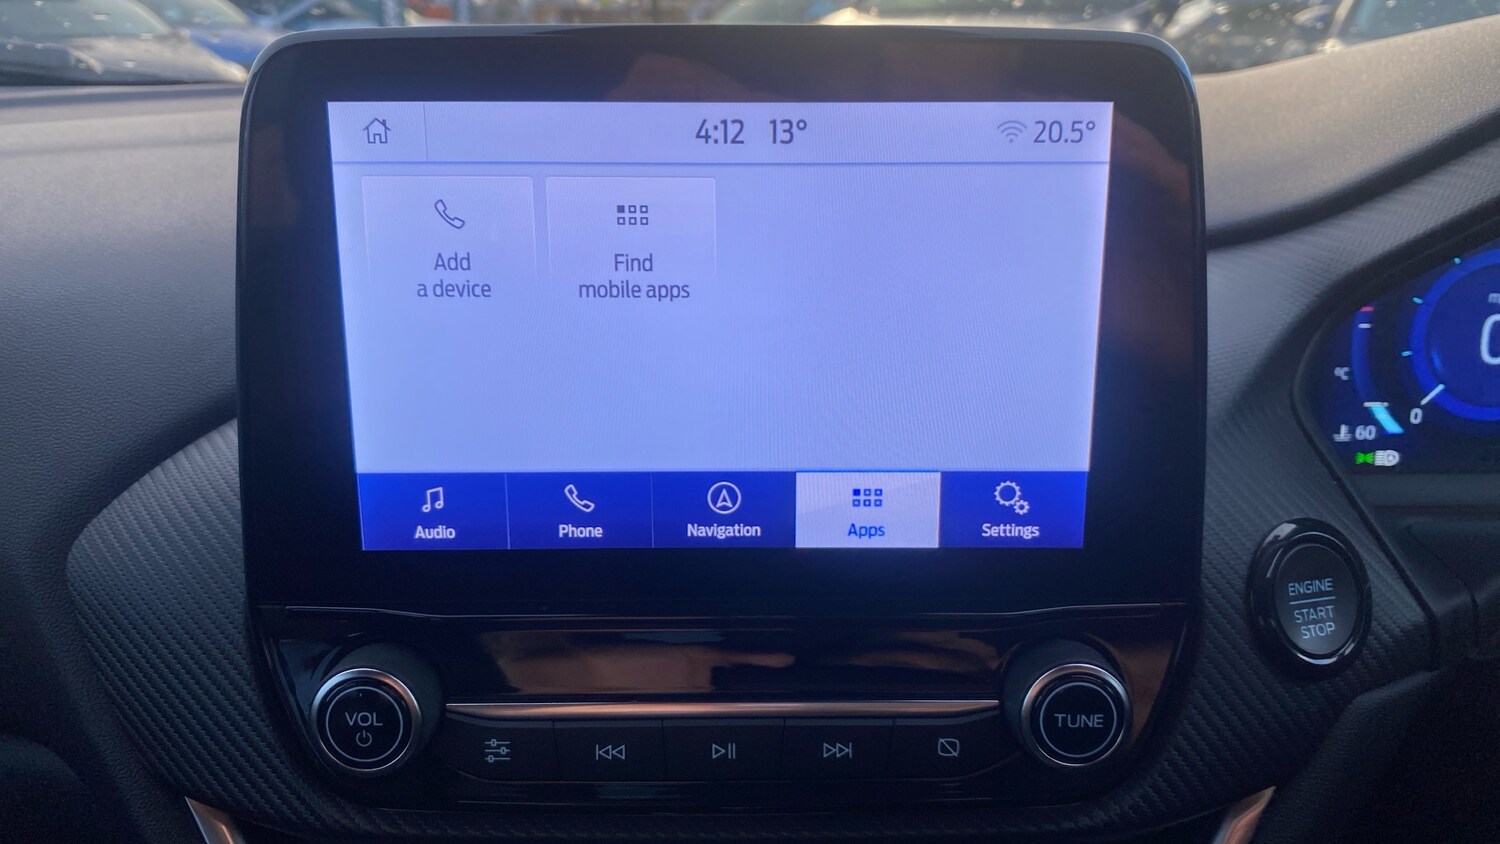 4:12 13° 20.5°
Add
a device
Find
mobile apps
Audio
Phone
Navigation
Apps
Settings
°C
0
60
ENGINE
START
STOP
VOL
TUNE